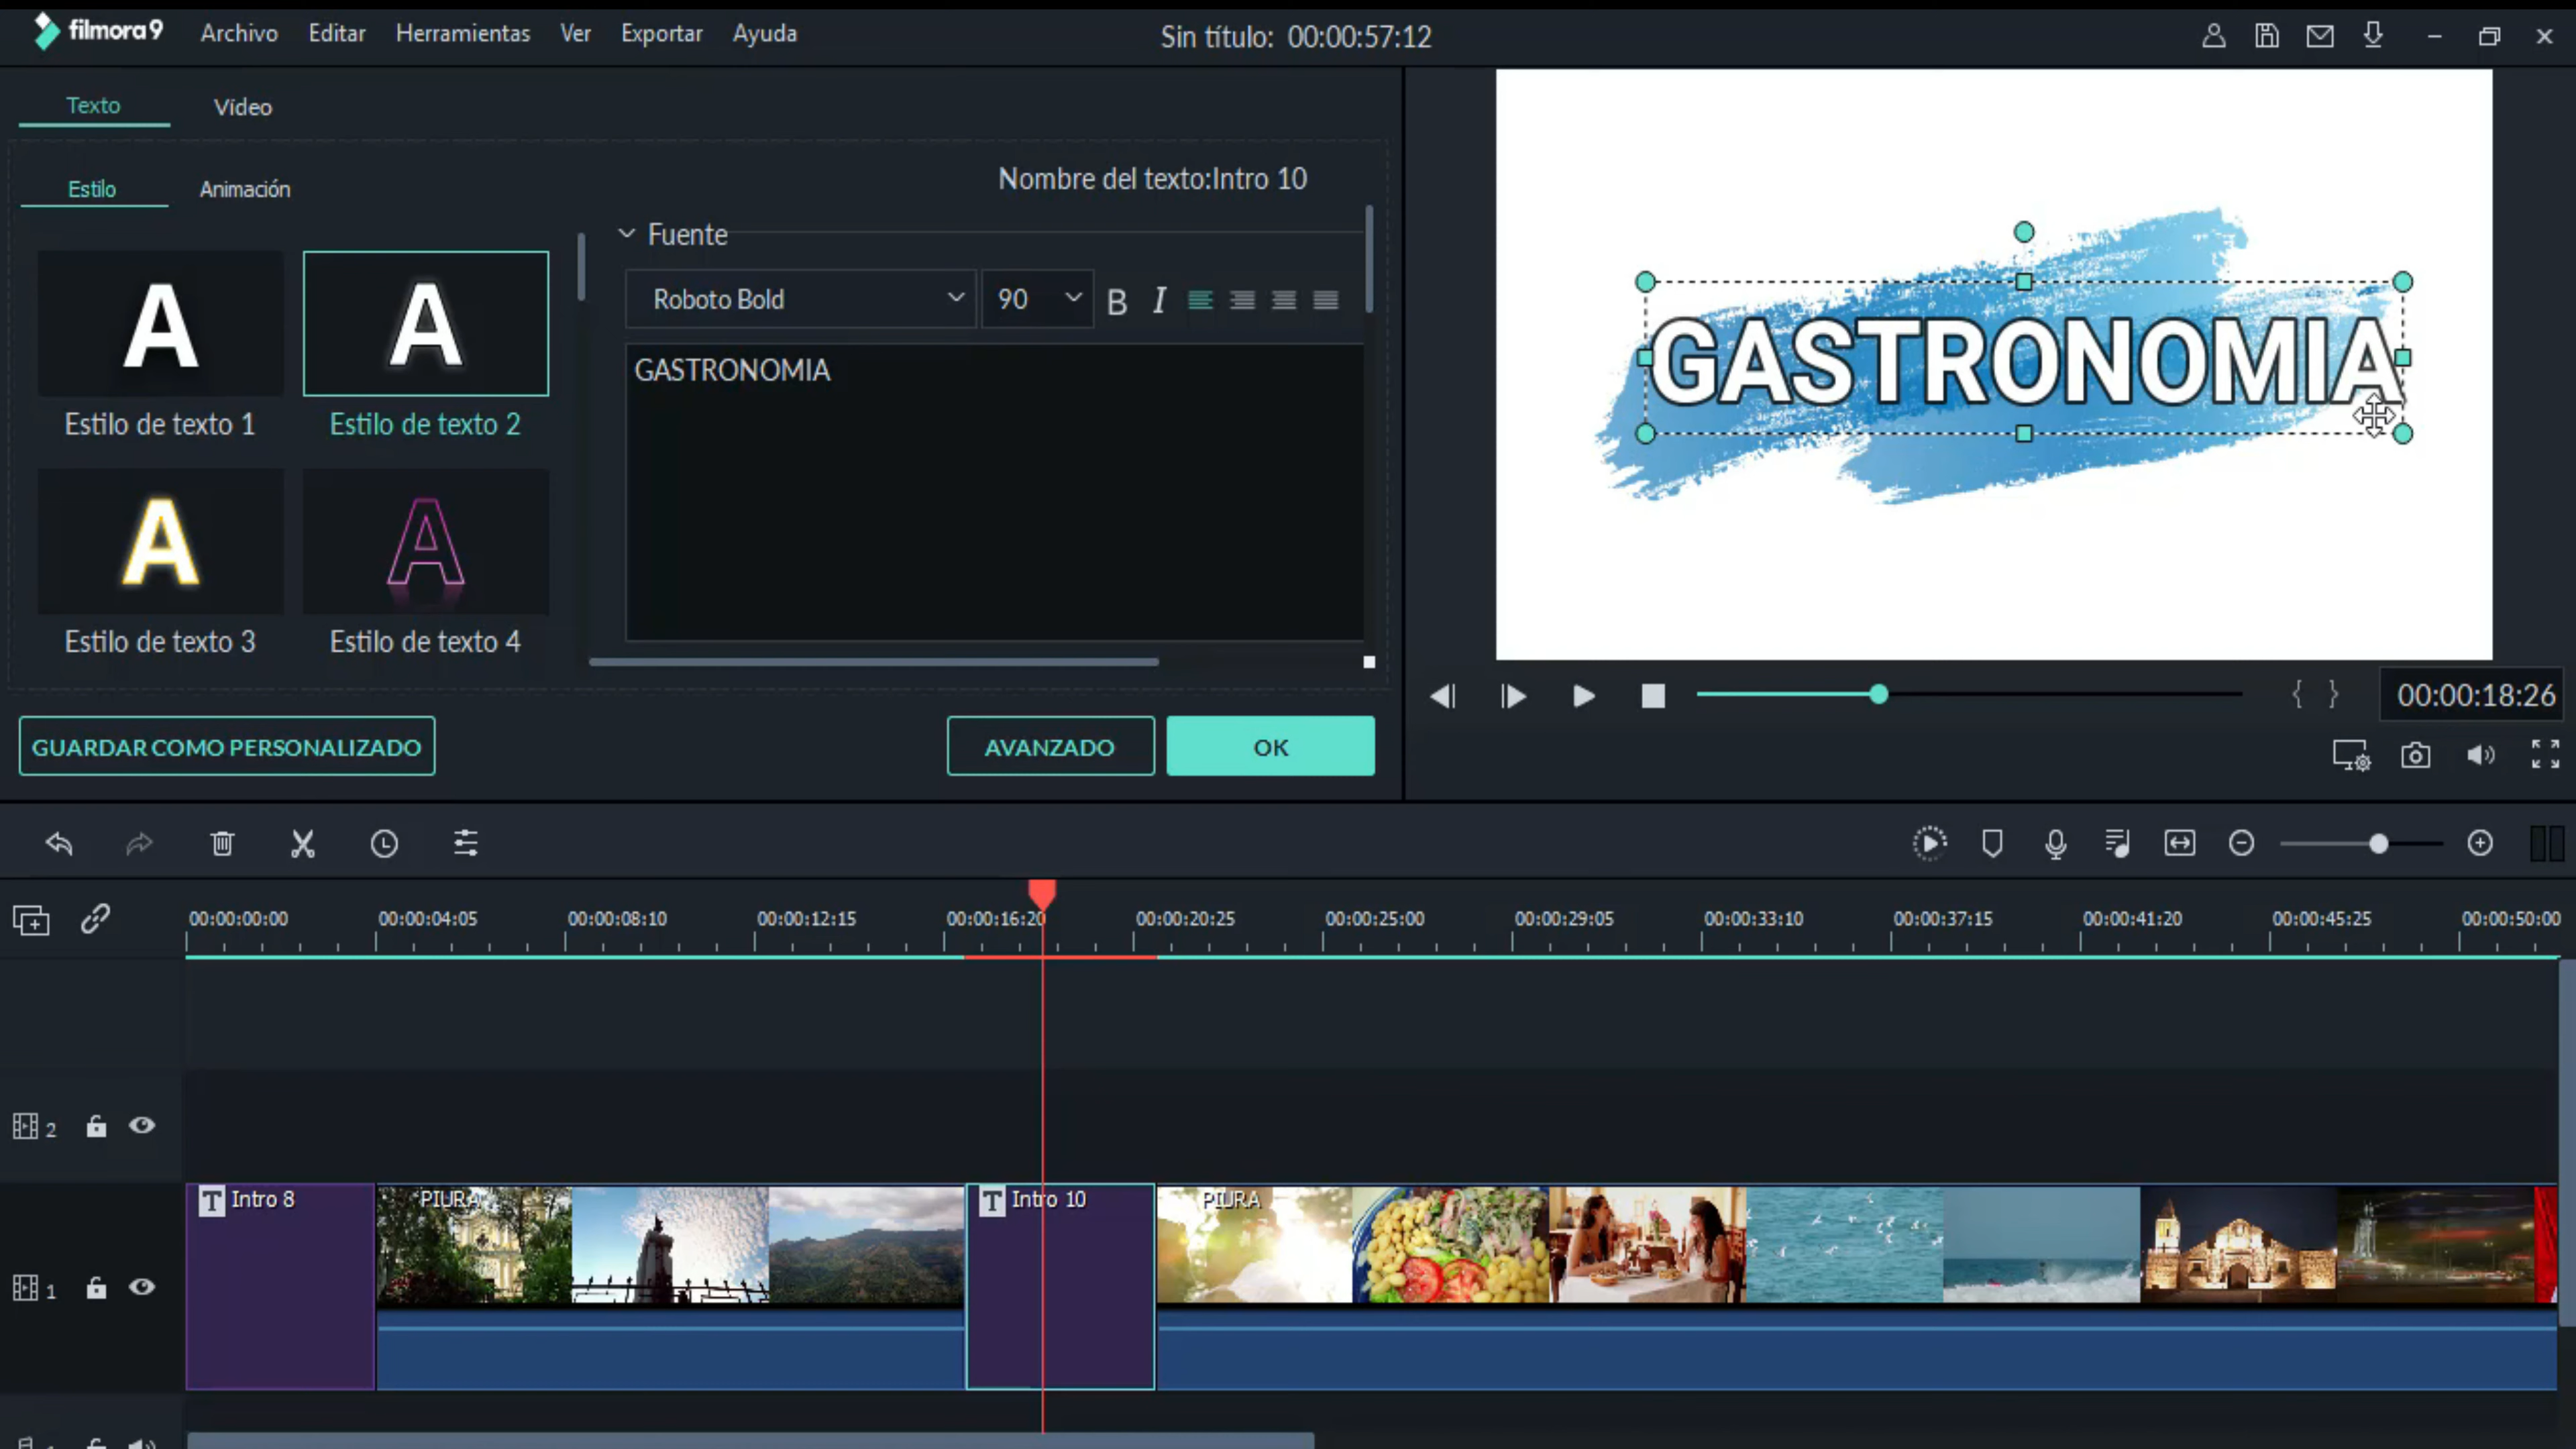 filmora9 Archivo Editar Herramientas Ver Exportar Ayuda Sin título: 00:00:57:12
Texto Vídeo
Estilo Animación Nombre del texto:Intro 10
Fuente
Roboto Bold 90 B I
GASTRONOMIA
A A
Estilo de texto 1 Estilo de texto 2
A A
Estilo de texto 3 Estilo de texto 4
GUARDAR COMO PERSONALIZADO AVANZADO OK
GASTRONOMIA
{ } 00:00:18:26
00:00:00:00 00:00:04:05 00:00:08:10 00:00:12:15 00:00:16:20 00:00:20:25 00:00:25:00 00:00:29:05 00:00:33:10 00:00:37:15 00:00:41:20 00:00:45:25 00:00:50:00
2
T Intro 8 PIURA T Intro 10 PIURA
1